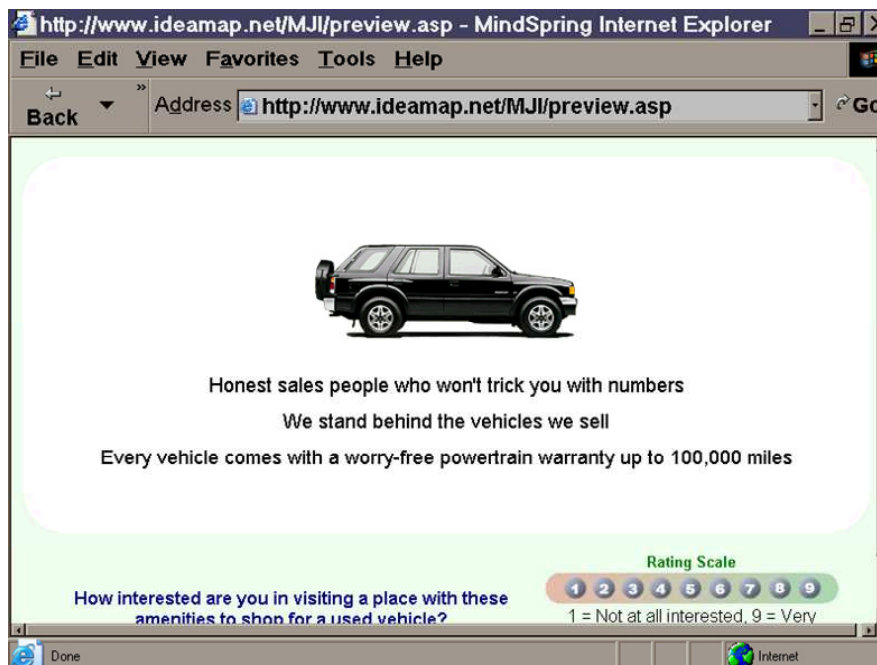 http://www.ideamap.net/MJI/preview.asp - MindSpring Internet Explorer
File Edit View Favorites Tools Help
Back » Address http://www.ideamap.net/MJI/preview.asp Go
Honest sales people who won't trick you with numbers
We stand behind the vehicles we sell
Every vehicle comes with a worry-free powertrain warranty up to 100,000 miles
Rating Scale
1 2 3 4 5 6 7 8 9
1 = Not at all interested, 9 = Very
How interested are you in visiting a place with these
amenities to shop for a used vehicle?
Done Internet